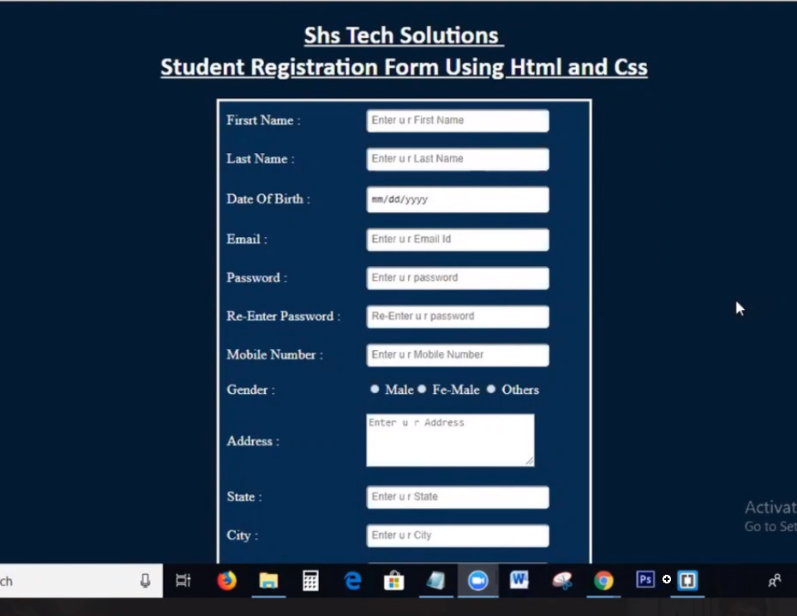 Shs Tech Solutions
Student Registration Form Using Html and Css
Firsrt Name : Enter u r First Name
Last Name : Enter u r Last Name
Date Of Birth : mm/dd/yyyy
Email : Enter u r Email Id
Password : Enter u r password
Re-Enter Password : Re-Enter u r password
Mobile Number : Enter u r Mobile Number
Gender : Male Fe-Male Others
Enter u r Address
Address :
State : Enter u r State
Activat
City : Enter u r City
Go to Set
ch
W
Ps